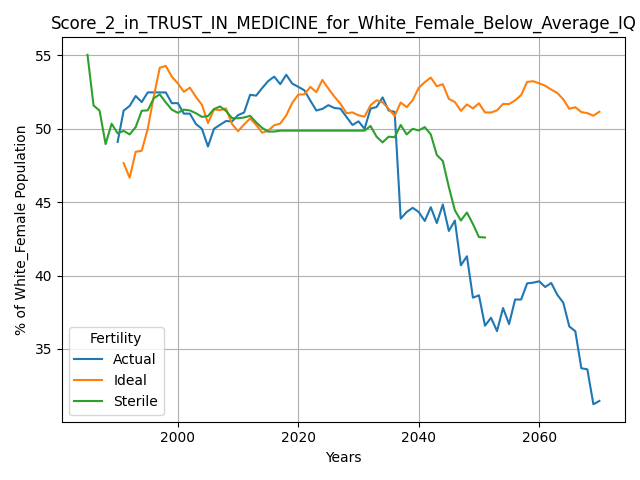 Score_2_in_TRUST_IN_MEDICINE_for_White_Female_Below_Average_IQ
% of White_Female Population
55
50
45
40
35
Fertility
Actual
Ideal
Sterile
2000
2020
2040
2060
Years